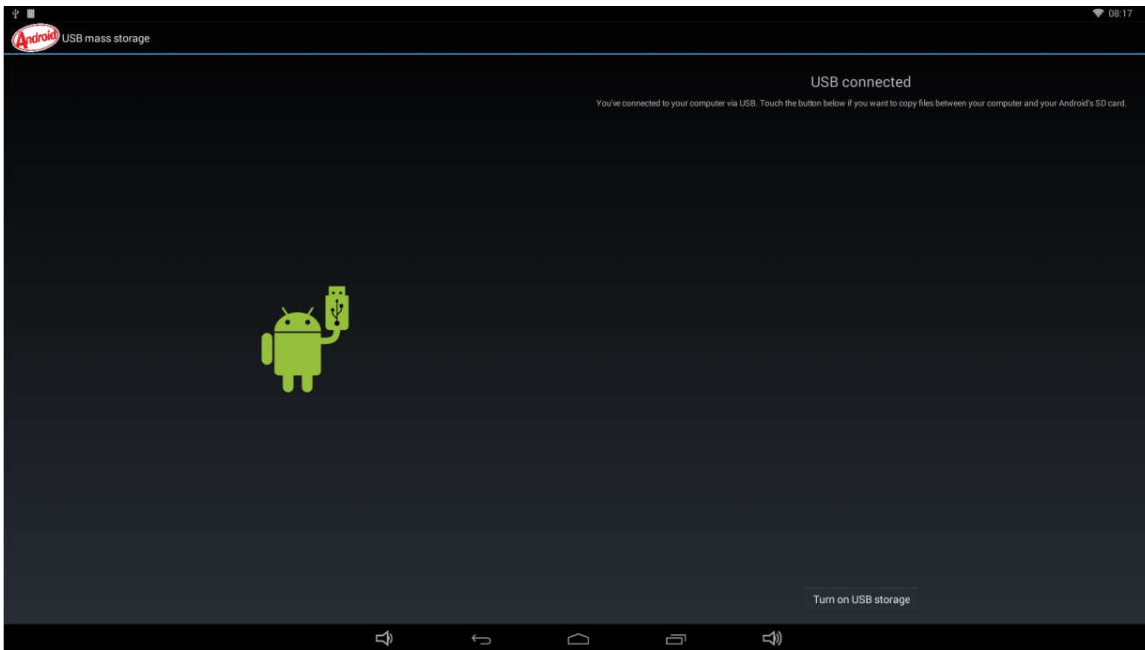 08:17
Android
USB mass storage
USB connected
You've connected to your computer via USB. Touch the button below if you want to copy files between your computer and your Android's SD card.
Turn on USB storage